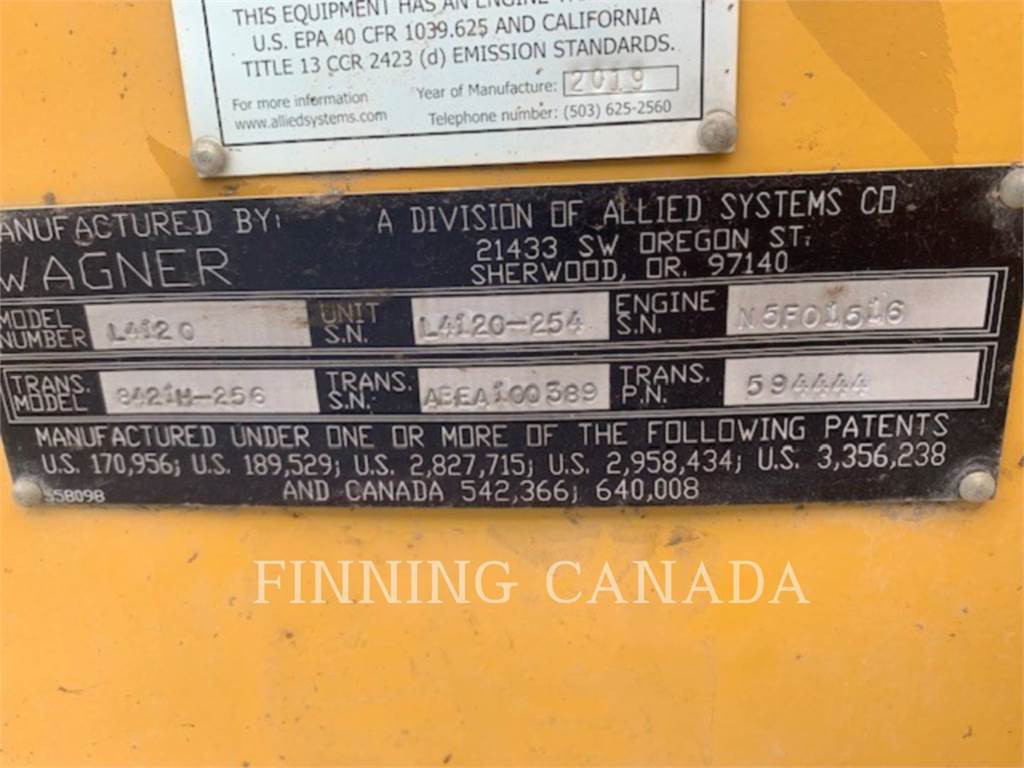 THIS EQUIPMENT HAS AN ENGINE
U.S. EPA 40 CFR 1039.625 AND CALIFORNIA
TITLE 13 CCR 2423 (d) EMISSION STANDARDS.
For more information
www.alliedsystems.com
Year of Manufacture: 2019
Telephone number: (503) 625-2560
ANUFACTURED BY:
WAGNER
A DIVISION OF ALLIED SYSTEMS CO
21433 SW OREGON ST.
SHERWOOD, OR. 97140
MODEL NUMBER L4120 UNIT S.N. L4120-254 ENGINE S.N. N5F01516
TRANS. MODEL 8421H-256 TRANS. S.N. ABEA100389 TRANS. P.N. 594444
MANUFACTURED UNDER ONE OR MORE OF THE FOLLOWING PATENTS
U.S. 170,956; U.S. 189,529; U.S. 2,827,715; U.S. 2,958,434; U.S. 3,356,238
AND CANADA 542,366; 640,008
558098
FINNING CANADA